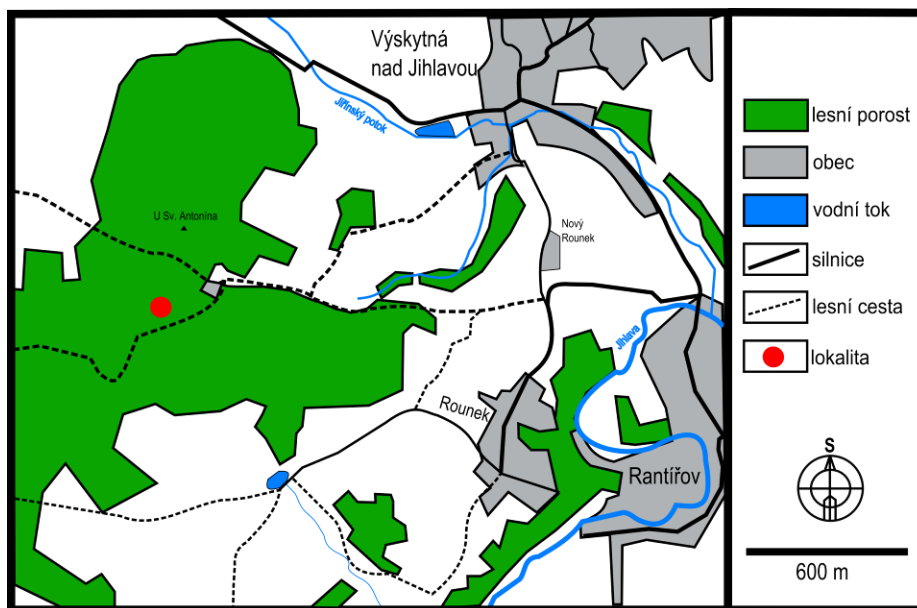 Výskytná
nad Jihlavou
Jiřínský potok
U Sv. Antonína
Nový
Rounek
Jihlava
Rounek
Rantířov
lesní porost
obec
vodní tok
silnice
lesní cesta
lokalita
S
600 m